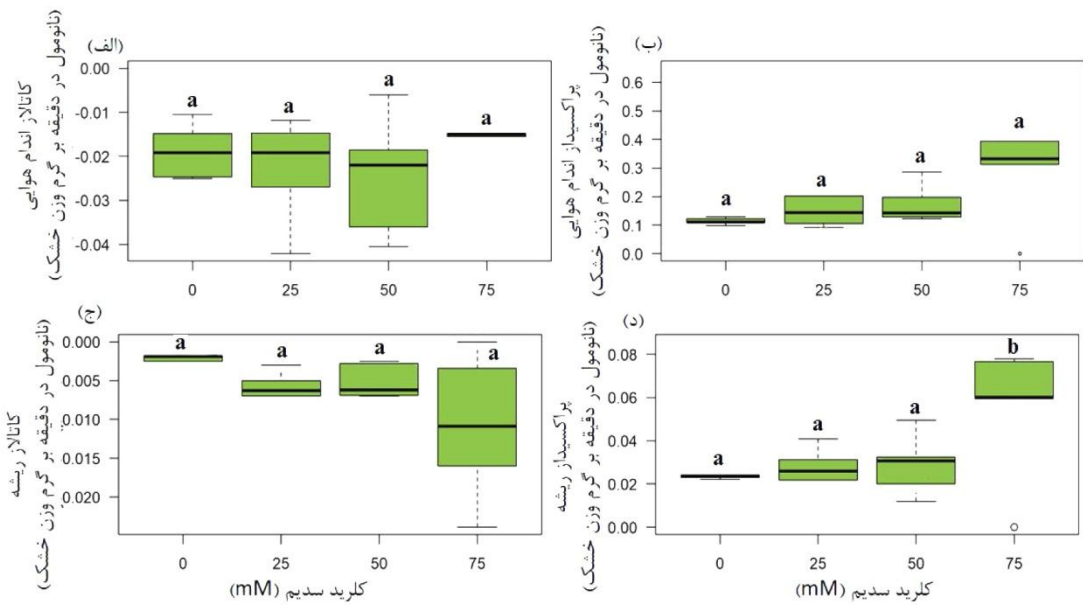 (الف)
کاتالاز اندام هوایی
(نانومول در دقیقه بر گرم وزن خشک)
0.00
-0.01
-0.02
-0.03
-0.04
a a a a
0 25 50 75
(ب)
پراکسیداز اندام هوایی
(نانومول در دقیقه بر گرم وزن خشک)
0.6
0.5
0.4
0.3
0.2
0.1
0.0
a a a a
0 25 50 75
(ج)
کاتالاز ریشه
(نانومول در دقیقه بر گرم وزن خشک)
0.000
0.005
0.010
0.015
0.020
a a a a
0 25 50 75
کلرید سدیم (mM)
(د)
پراکسیداز ریشه
(نانومول در دقیقه بر گرم وزن خشک)
0.08
0.06
0.04
0.02
0.00
a a a b
0 25 50 75
کلرید سدیم (mM)